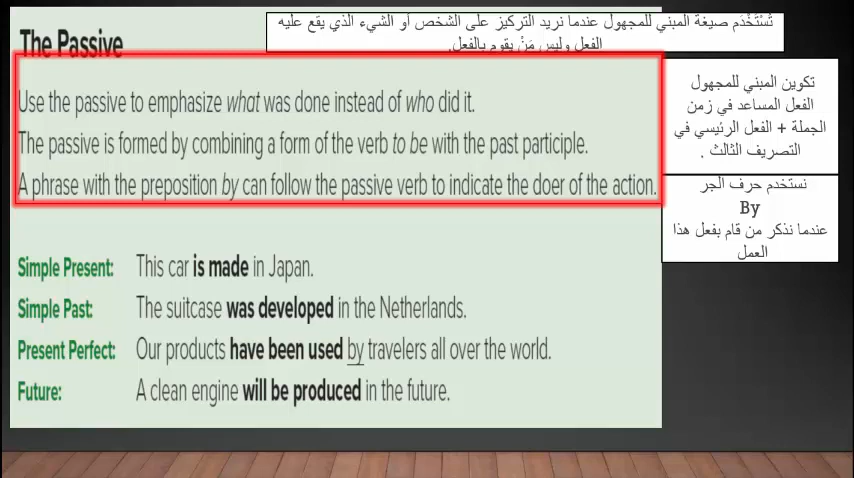 تُسْتَخْدَم صيغة المبني للمجهول عندما نريد التركيز على الشخص أو الشيء الذي يقع عليه
الفعل وليس مَنْ يقوم بالفعل.
The Passive
Use the passive to emphasize what was done instead of who did it.
The passive is formed by combining a form of the verb to be with the past participle.
A phrase with the preposition by can follow the passive verb to indicate the doer of the action.
تكوين المبني للمجهول
الفعل المساعد في زمن
الجملة + الفعل الرئيسي في
التصريف الثالث .
نستخدم حرف الجر
By
عندما نذكر من قام بفعل هذا
العمل
Simple Present: This car is made in Japan.
Simple Past: The suitcase was developed in the Netherlands.
Present Perfect: Our products have been used by travelers all over the world.
Future: A clean engine will be produced in the future.